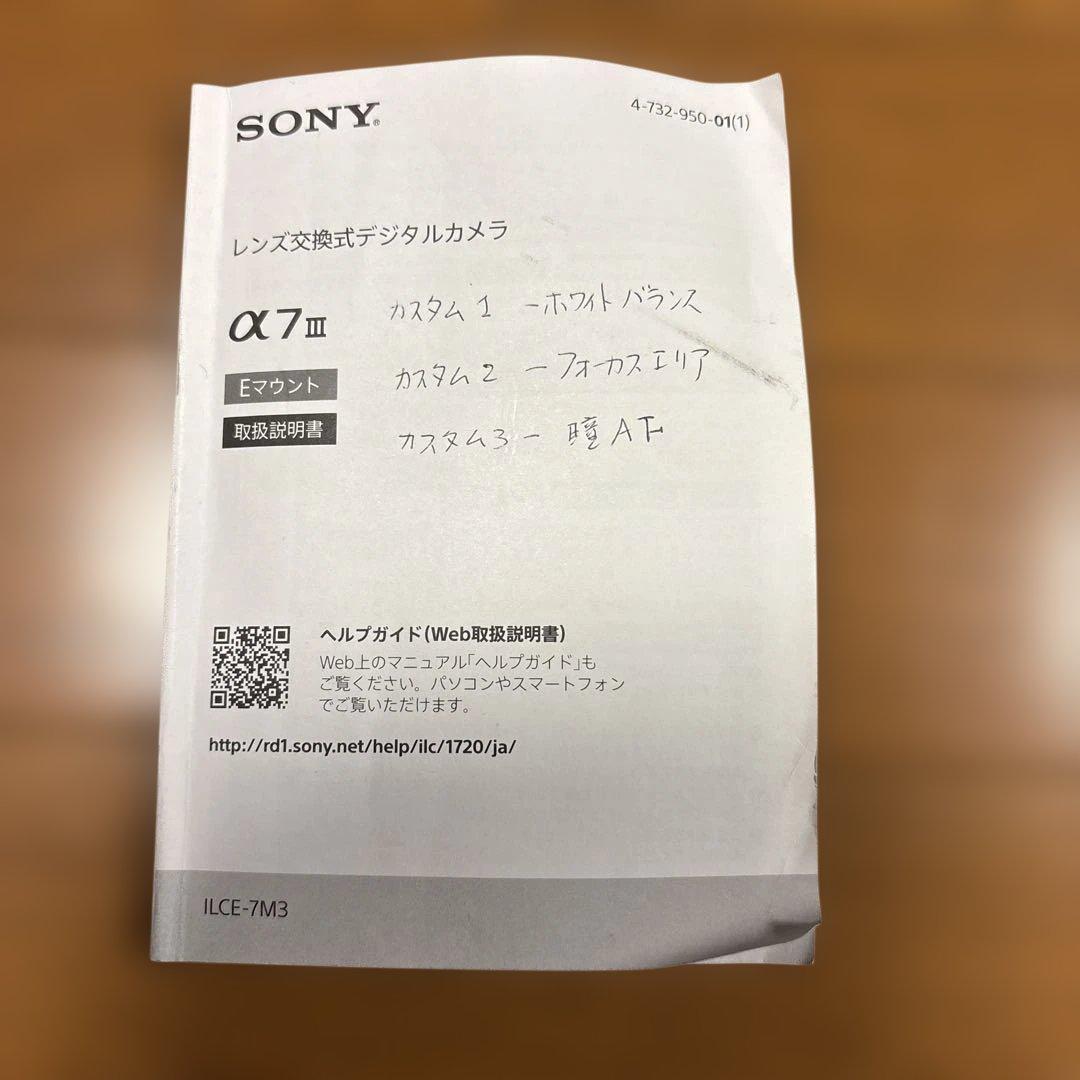 SONY®
4-732-950-01(1)
レンズ交換式デジタルカメラ
α7III
カスタム1 ーホワイトバランス
カスタム2 ーフォーカスエリア
カスタム3 ー 瞳AF
Eマウント
取扱説明書
ヘルプガイド(Web取扱説明書)
Web上のマニュアル「ヘルプガイド」も
ご覧ください。パソコンやスマートフォン
でご覧いただけます。
http://rd1.sony.net/help/ilc/1720/ja/
ILCE-7M3